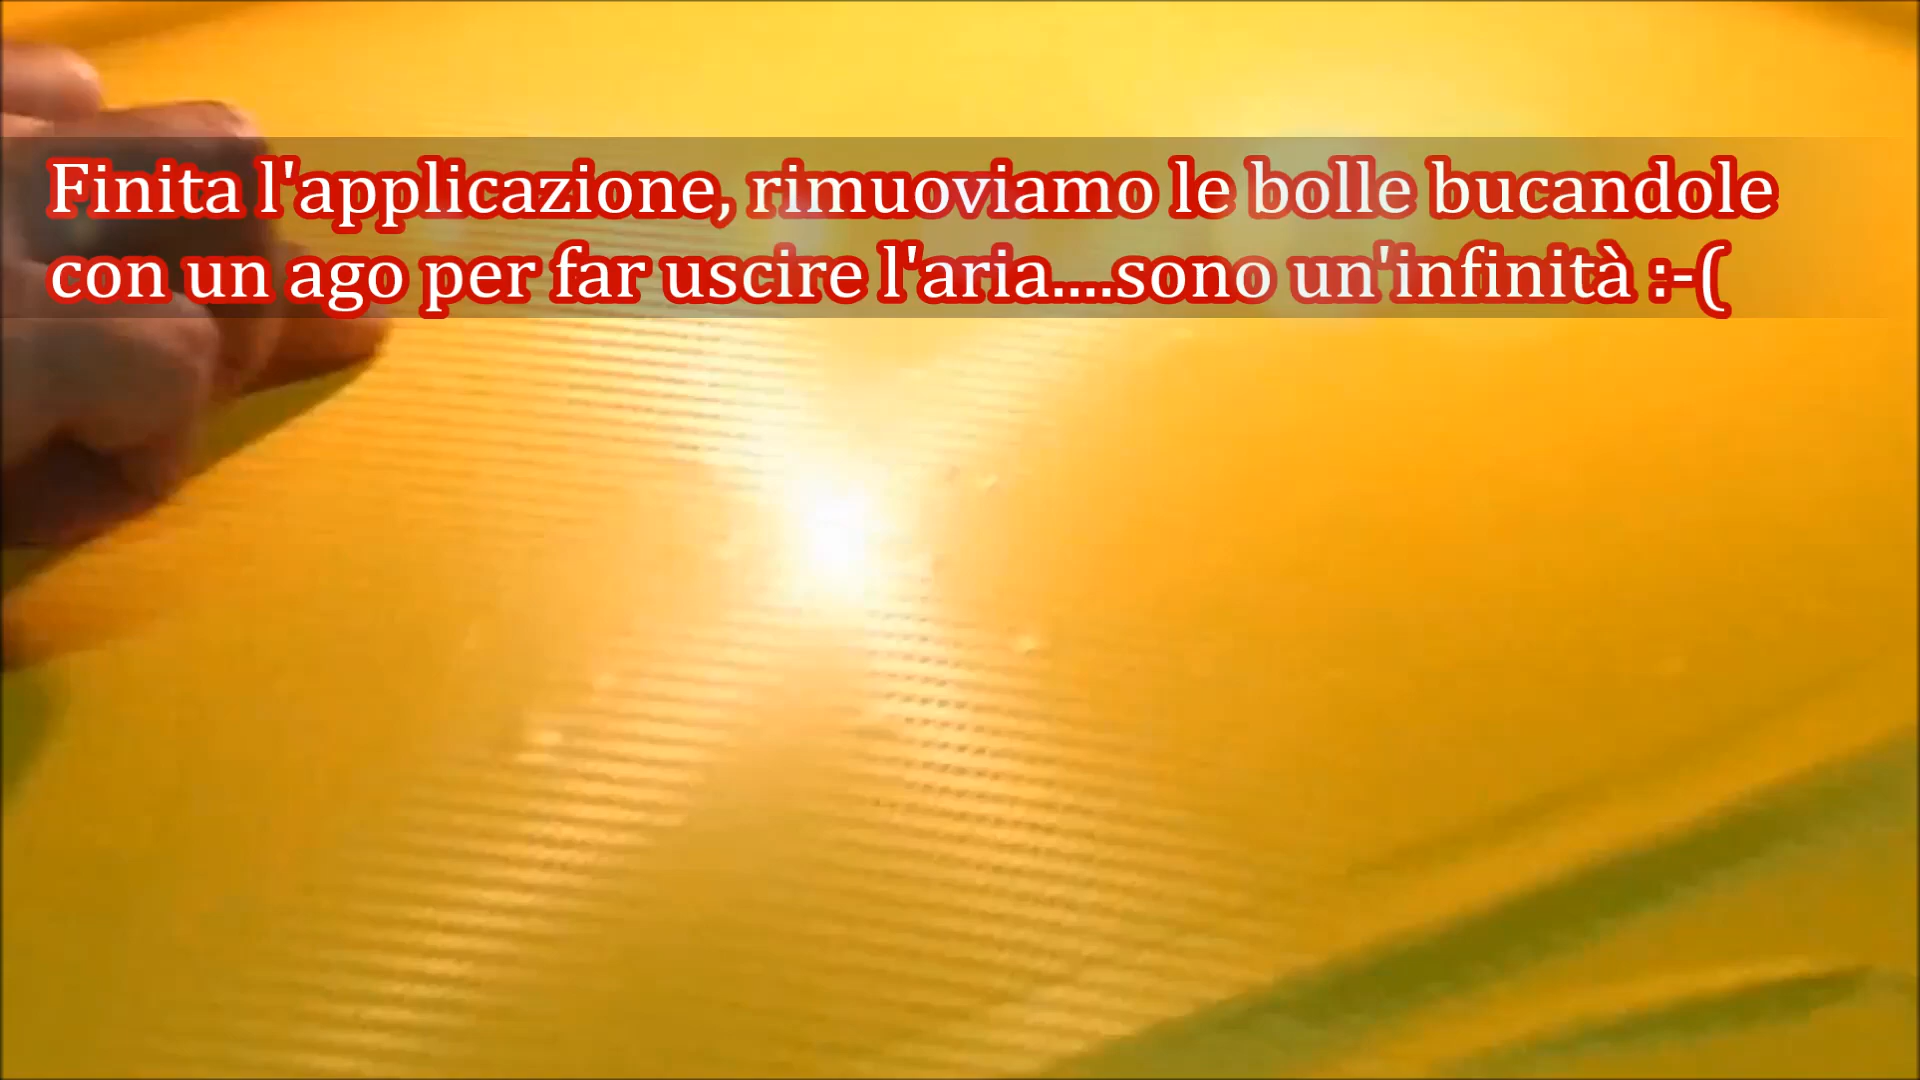 Finita l'applicazione, rimuoviamo le bolle bucandole
con un ago per far uscire l'aria....sono un'infinità :-(